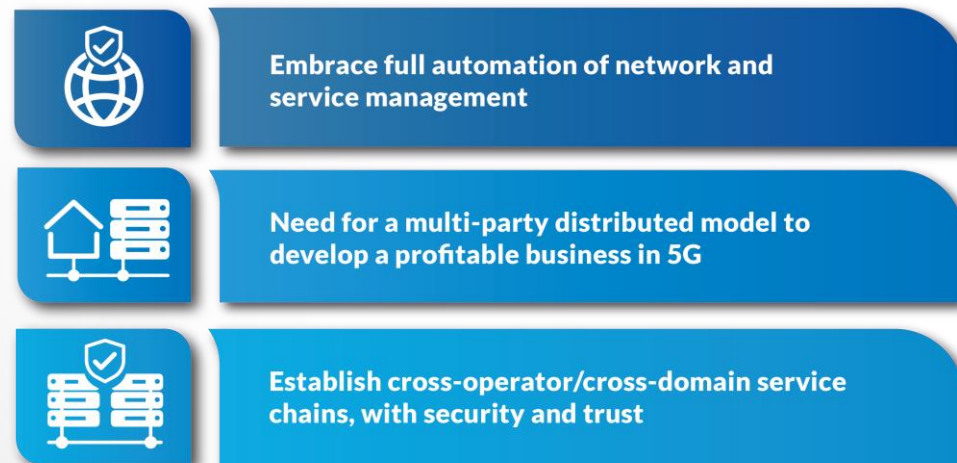 Embrace full automation of network and
service management
Need for a multi-party distributed model to
develop a profitable business in 5G
Establish cross-operator/cross-domain service
chains, with security and trust